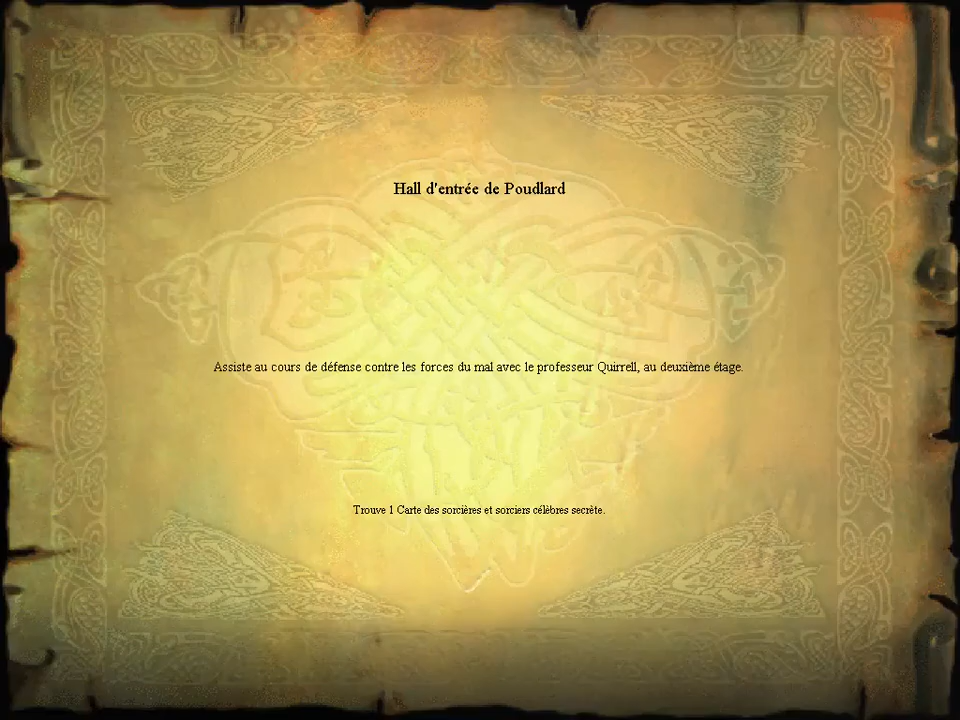 Hall d'entrée de Poudlard
Assiste au cours de défense contre les forces du mal avec le professeur Quirrell, au deuxième étage.
Trouve 1 Carte des sorcières et sorciers célèbres secrète.